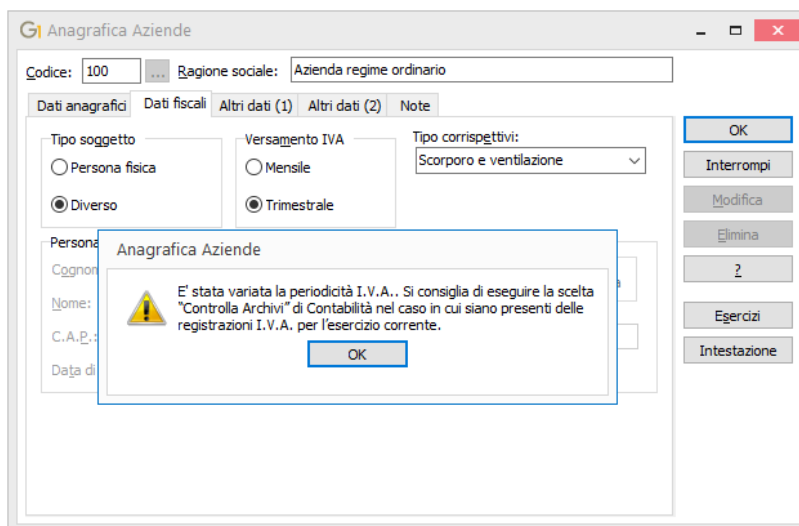 G1 Anagrafica Aziende
Codice: 100 ... Ragione sociale: Azienda regime ordinario
Dati anagrafici Dati fiscali Altri dati (1) Altri dati (2) Note
Tipo soggetto Versamento IVA Tipo corrispettivi:
Persona fisica Mensile Scorporo e ventilazione
Diverso Trimestrale
OK
Interrompi
Modifica
Elimina
?
Esercizi
Intestazione
Persona
Cognom
Nome:
C.A.P.:
Data di
Anagrafica Aziende
E' stata variata la periodicità I.V.A.. Si consiglia di eseguire la scelta
"Controlla Archivi" di Contabilità nel caso in cui siano presenti delle
registrazioni I.V.A. per l'esercizio corrente.
OK